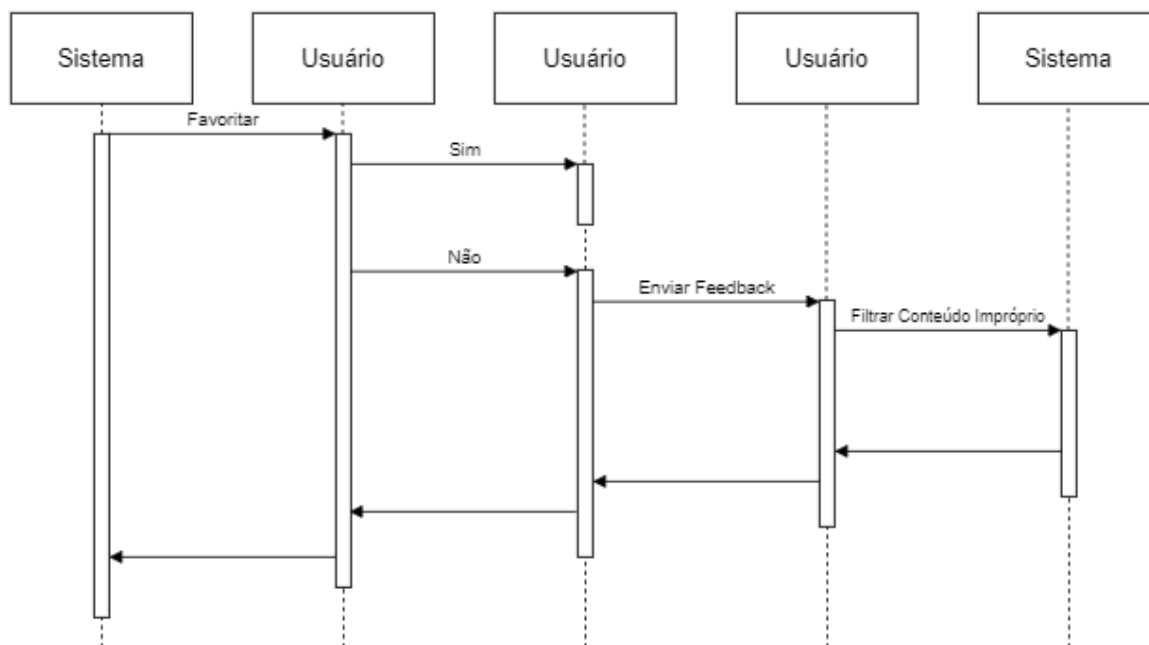 Sistema
Usuário
Usuário
Usuário
Sistema
Favoritar
Sim
Não
Enviar Feedback
Filtrar Conteúdo Impróprio